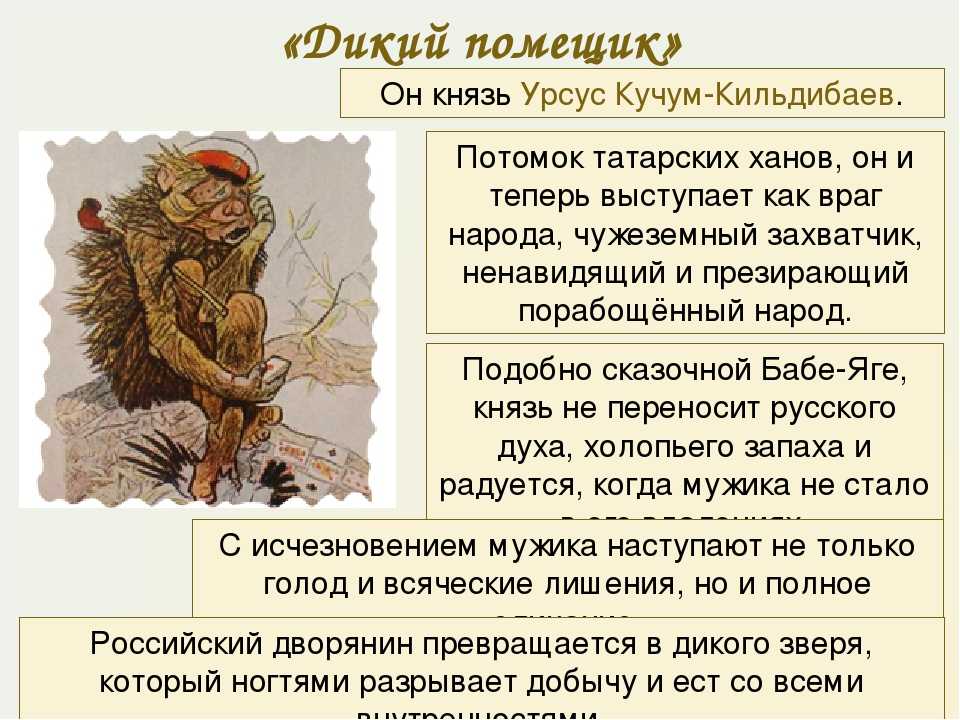 «Дикий помещик»
Он князь Урсус Кучум-Кильдибаев.
Потомок татарских ханов, он и
теперь выступает как враг
народа, чужеземный захватчик,
ненавидящий и презирающий
порабощённый народ.
Подобно сказочной Бабе-Яге,
князь не переносит русского
духа, холопьего запаха и
радуется, когда мужика не стало
в его владениях
С исчезновением мужика наступают не только
голод и всяческие лишения, но и полное
Российский дворянин превращается в дикого зверя,
который ногтями разрывает добычу и ест со всеми
внутренностями